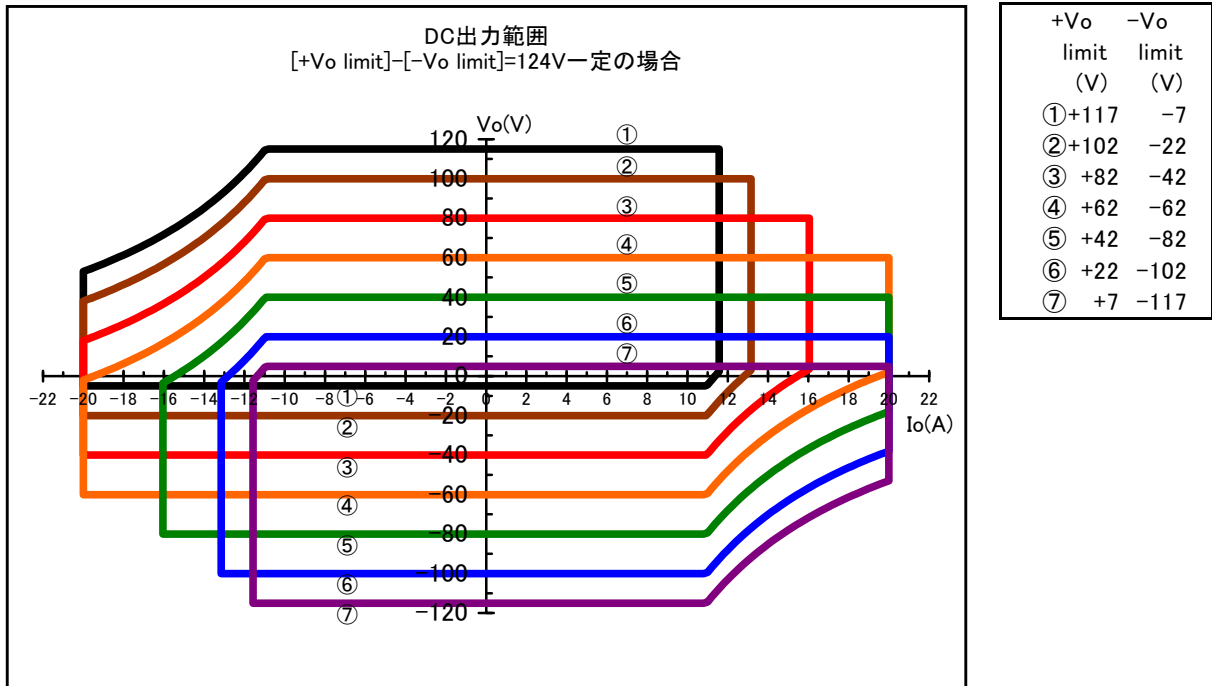 DC出力範囲
[+Vo limit]-[-Vo limit]=124V一定の場合
Vo(V)
120
100
80
60
40
20
0
-20
-40
-60
-80
-100
-120
①
②
③
④
⑤
⑥
⑦
-22 -20 -18 -16 -14 -12 -10 -8 -6 -4 -2 0 2 4 6 8 10 12 14 16 18 20 22
Io(A)
①
②
③
④
⑤
⑥
⑦
+Vo -Vo
limit limit
(V) (V)
①+117 -7
②+102 -22
③ +82 -42
④ +62 -62
⑤ +42 -82
⑥ +22 -102
⑦ +7 -117